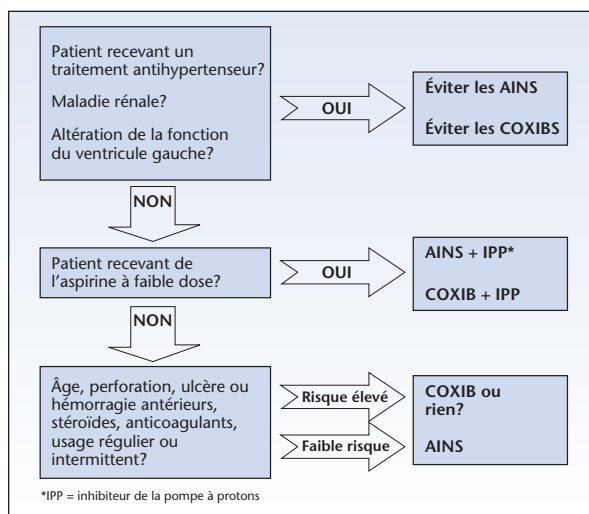 Patient recevant un
traitement antihypertenseur?
Maladie rénale?
Altération de la fonction
du ventricule gauche?
OUI
Éviter les AINS
Éviter les COXIBS
NON
Patient recevant de
l’aspirine à faible dose?
OUI
AINS + IPP*
COXIB + IPP
NON
Âge, perforation, ulcère ou
hémorragie antérieurs,
stéroïdes, anticoagulants,
usage régulier ou
intermittent?
Risque élevé
COXIB ou
rien?
Faible risque
AINS
*IPP = inhibiteur de la pompe à protons